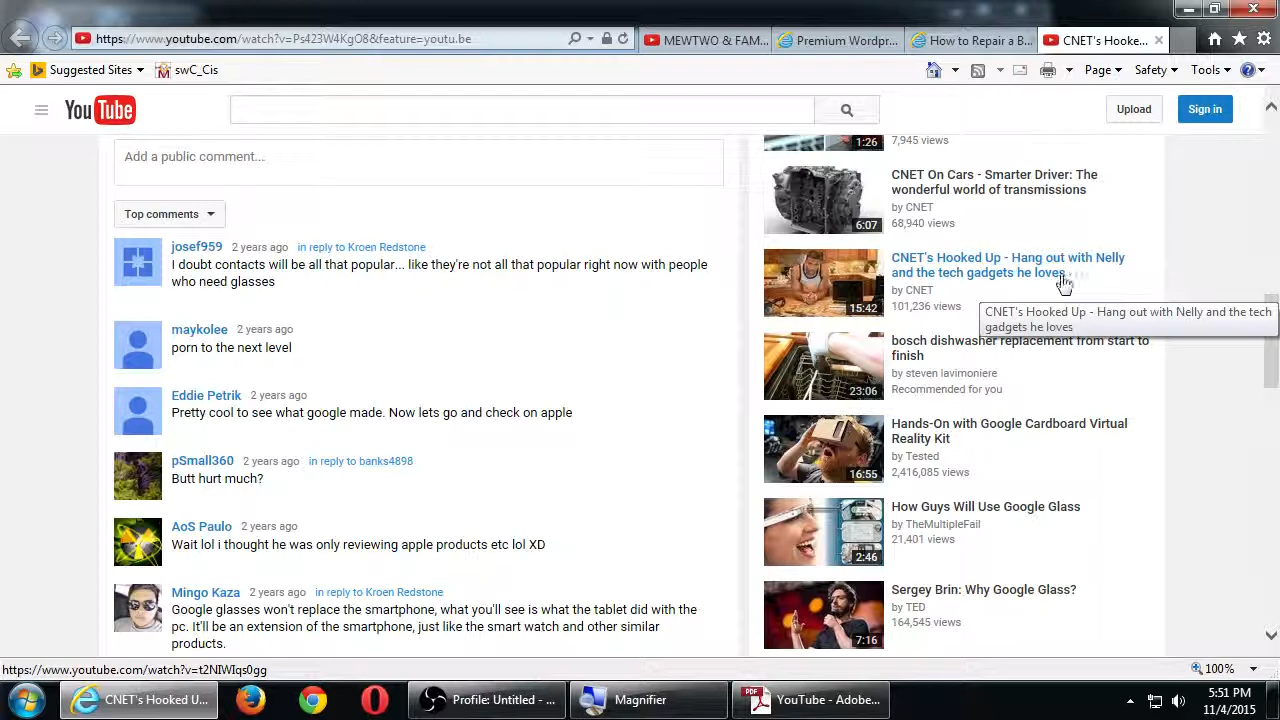 https://www.youtube.com/watch?v=Ps423W4KgO8&feature=youtu.be
MEWTWO & FAM...
Premium Wordpr...
How to Repair a B...
CNET's Hooke...
Suggested Sites
swC_Cis
Page
Safety
Tools
YouTube
Upload
Sign in
Add a public comment...
Top comments
josef959 2 years ago in reply to Kroen Redstone
I doubt contacts will be all that popular... like they're not all that popular right now with people
who need glasses
maykolee 2 years ago
porn to the next level
Eddie Petrik 2 years ago
Pretty cool to see what google made. Now lets go and check on apple
pSmall360 2 years ago in reply to banks4898
Burt hurt much?
AoS Paulo 2 years ago
Wait lol i thought he was only reviewing apple products etc lol XD
Mingo Kaza 2 years ago in reply to Kroen Redstone
Google glasses won't replace the smartphone, what you'll see is what the tablet did with the
pc. It'll be an extension of the smartphone, just like the smart watch and other similar
products.
1:26
7,945 views
CNET On Cars - Smarter Driver: The
wonderful world of transmissions
by CNET
68,940 views
6:07
CNET's Hooked Up - Hang out with Nelly
and the tech gadgets he loves
by CNET
101,236 views
15:42
CNET's Hooked Up - Hang out with Nelly and the tech
gadgets he loves
bosch dishwasher replacement from start to
finish
by steven lavimoniere
Recommended for you
23:06
Hands-On with Google Cardboard Virtual
Reality Kit
by Tested
2,416,085 views
16:55
How Guys Will Use Google Glass
by TheMultipleFail
21,401 views
2:46
Sergey Brin: Why Google Glass?
by TED
164,545 views
7:16
https://www.youtube.com/watch?v=t2NIWIqs0gg
100%
CNET's Hooked U...
Profile: Untitled - ...
Magnifier
PDF
YouTube - Adobe...
5:51 PM
11/4/2015